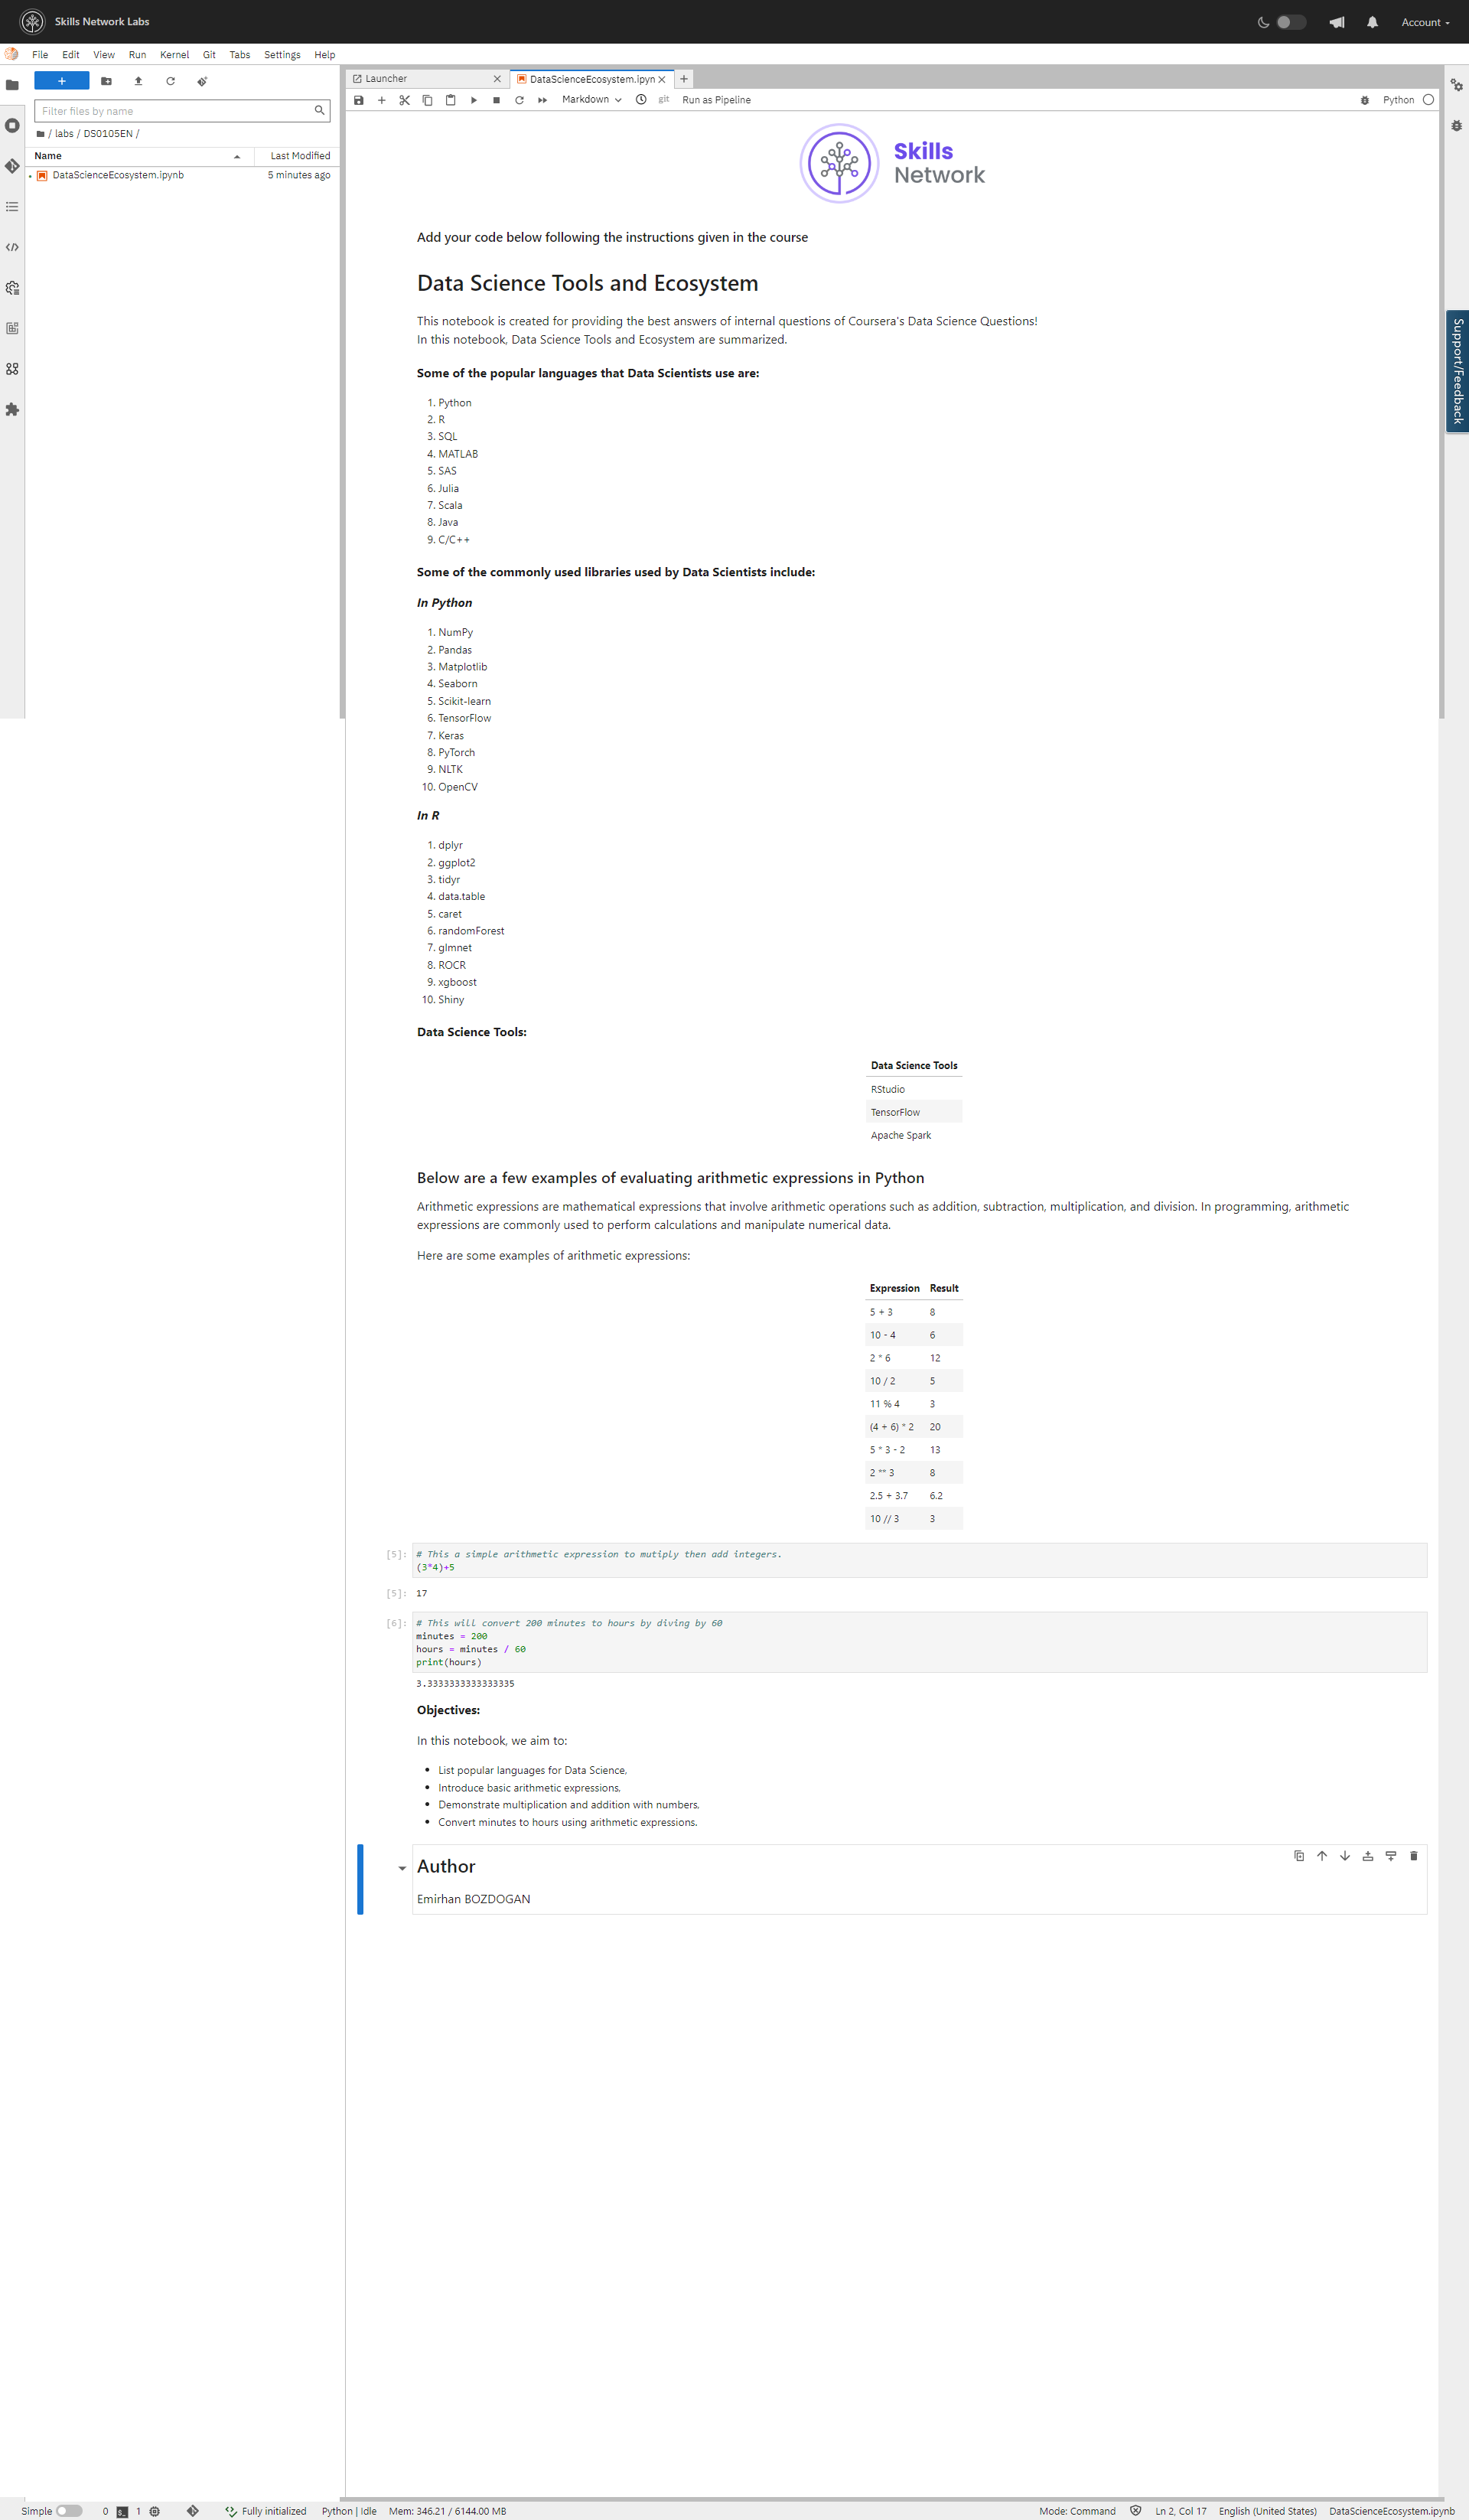 Skills Network Labs
Account
File Edit View Run Kernel Git Tabs Settings Help
Filter files by name
/ labs / DS0105EN /
Name Last Modified
DataScienceEcosystem.ipynb 5 minutes ago
Launcher DataScienceEcosystem.ipyn
Markdown git Run as Pipeline Python
Skills
Network
Support/Feedback
Add your code below following the instructions given in the course
Data Science Tools and Ecosystem
This notebook is created for providing the best answers of internal questions of Coursera's Data Science Questions!
In this notebook, Data Science Tools and Ecosystem are summarized.
Some of the popular languages that Data Scientists use are:
1. Python
2. R
3. SQL
4. MATLAB
5. SAS
6. Julia
7. Scala
8. Java
9. C/C++
Some of the commonly used libraries used by Data Scientists include:
In Python
1. NumPy
2. Pandas
3. Matplotlib
4. Seaborn
5. Scikit-learn
6. TensorFlow
7. Keras
8. PyTorch
9. NLTK
10. OpenCV
In R
1. dplyr
2. ggplot2
3. tidyr
4. data.table
5. caret
6. randomForest
7. glmnet
8. ROCR
9. xgboost
10. Shiny
Data Science Tools:
Data Science Tools
RStudio
TensorFlow
Apache Spark
Below are a few examples of evaluating arithmetic expressions in Python
Arithmetic expressions are mathematical expressions that involve arithmetic operations such as addition, subtraction, multiplication, and division. In programming, arithmetic
expressions are commonly used to perform calculations and manipulate numerical data.
Here are some examples of arithmetic expressions:
Expression Result
5 + 3 8
10 - 4 6
2 * 6 12
10 / 2 5
11 % 4 3
(4 + 6) * 2 20
5 * 3 - 2 13
2 ** 3 8
2.5 + 3.7 6.2
10 // 3 3
[5]: # This a simple arithmetic expression to mutiply then add integers.
(3*4)+5
[5]: 17
[6]: # This will convert 200 minutes to hours by diving by 60
minutes = 200
hours = minutes / 60
print(hours)
3.3333333333333335
Objectives:
In this notebook, we aim to:
• List popular languages for Data Science,
• Introduce basic arithmetic expressions,
• Demonstrate multiplication and addition with numbers,
• Convert minutes to hours using arithmetic expressions.
Author
Emirhan BOZDOGAN
Simple 0 1 Fully initialized Python | Idle Mem: 346.21 / 6144.00 MB Mode: Command Ln 2, Col 17 English (United States) DataScienceEcosystem.ipynb